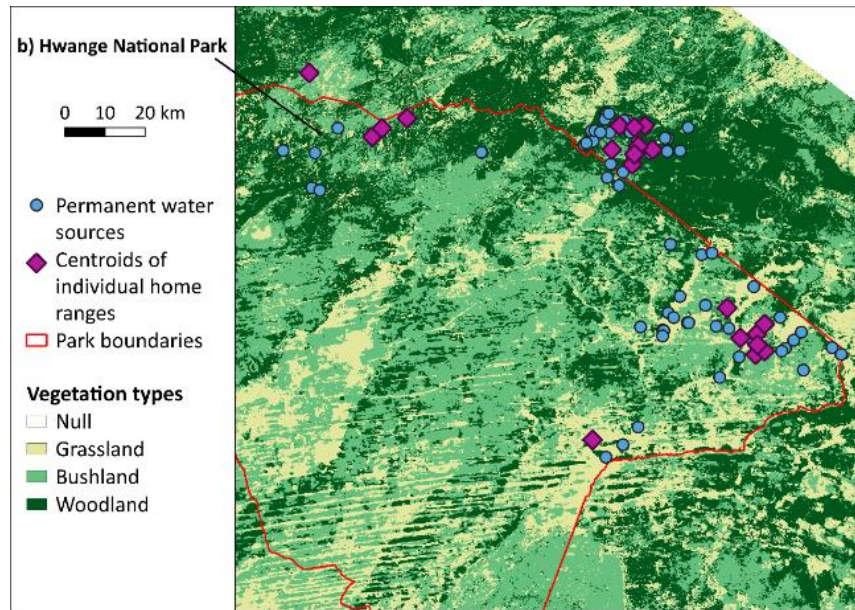 b) Hwange National Park
0 10 20 km
Permanent water
sources
Centroids of
individual home
ranges
Park boundaries
Vegetation types
Null
Grassland
Bushland
Woodland